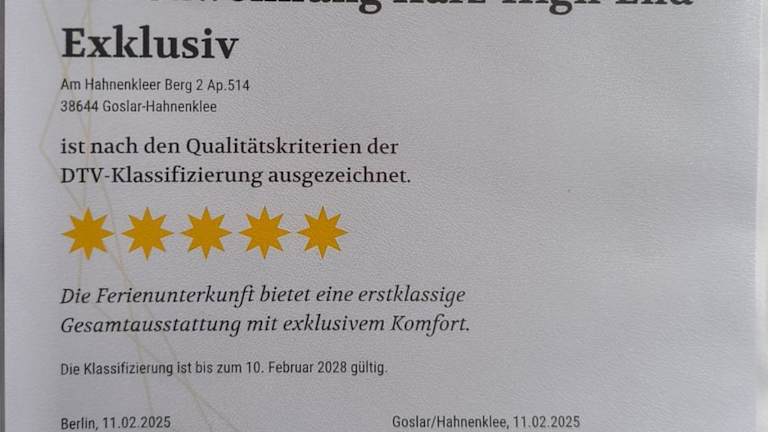 Exklusiv
Am Hahnenkleer Berg 2 Ap.514
38644 Goslar-Hahnenklee
ist nach den Qualitätskriterien der
DTV-Klassifizierung ausgezeichnet.
Die Ferienunterkunft bietet eine erstklassige
Gesamtausstattung mit exklusivem Komfort.
Die Klassifizierung ist bis zum 10. Februar 2028 gültig.
Berlin, 11.02.2025
Goslar/Hahnenklee, 11.02.2025